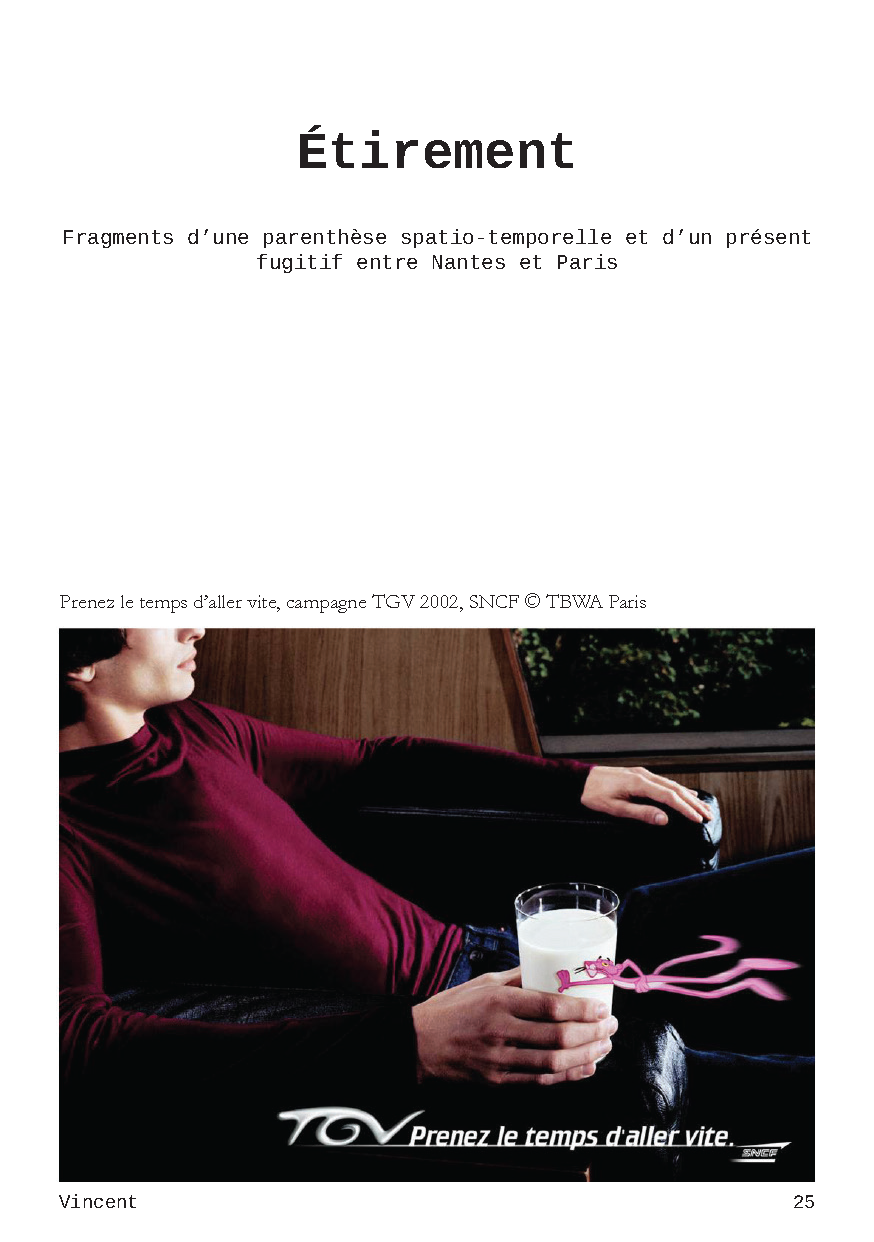 Étirement
Fragments d’une parenthèse spatio-temporelle et d’un présent
fugitif entre Nantes et Paris
Prenez le temps d’aller vite, campagne TGV 2002, SNCF © TBWA Paris
TGV Prenez le temps d'aller vite.
SNCF
Vincent 25